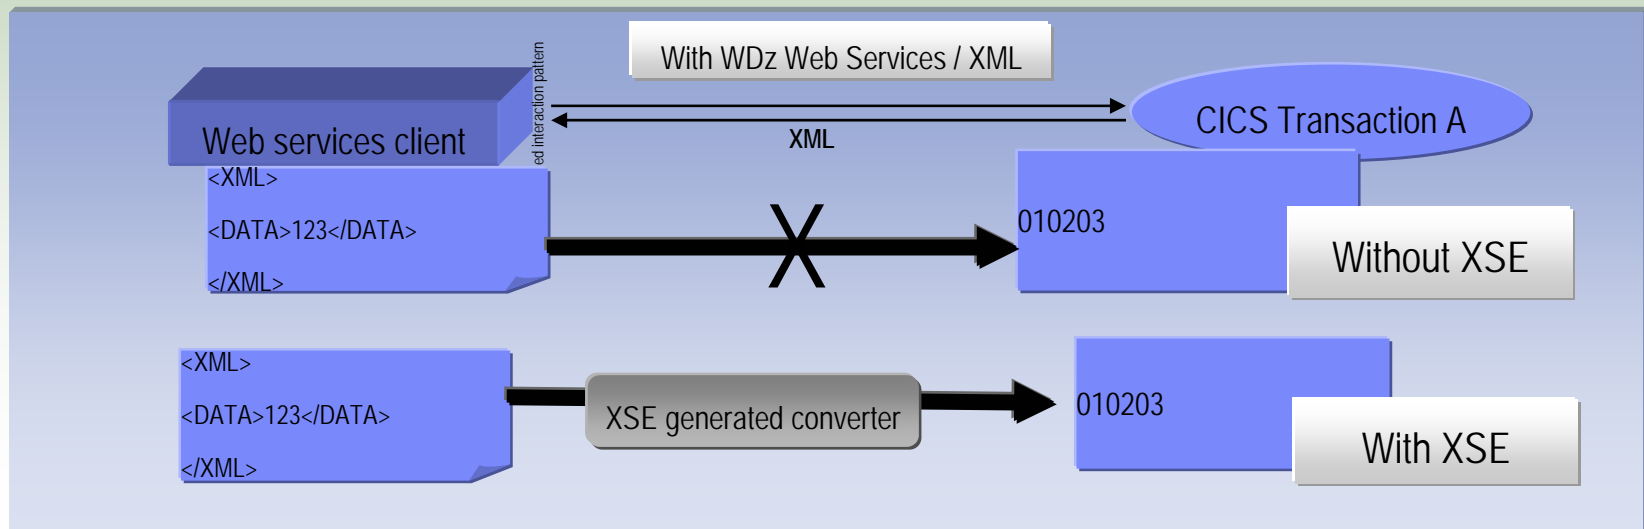 With WDz Web Services / XML
Web services client
ed interaction pattern
XML
CICS Transaction A
<XML>
<DATA>123</DATA>
</XML>
010203
Without XSE
<XML>
<DATA>123</DATA>
</XML>
XSE generated converter
010203
With XSE